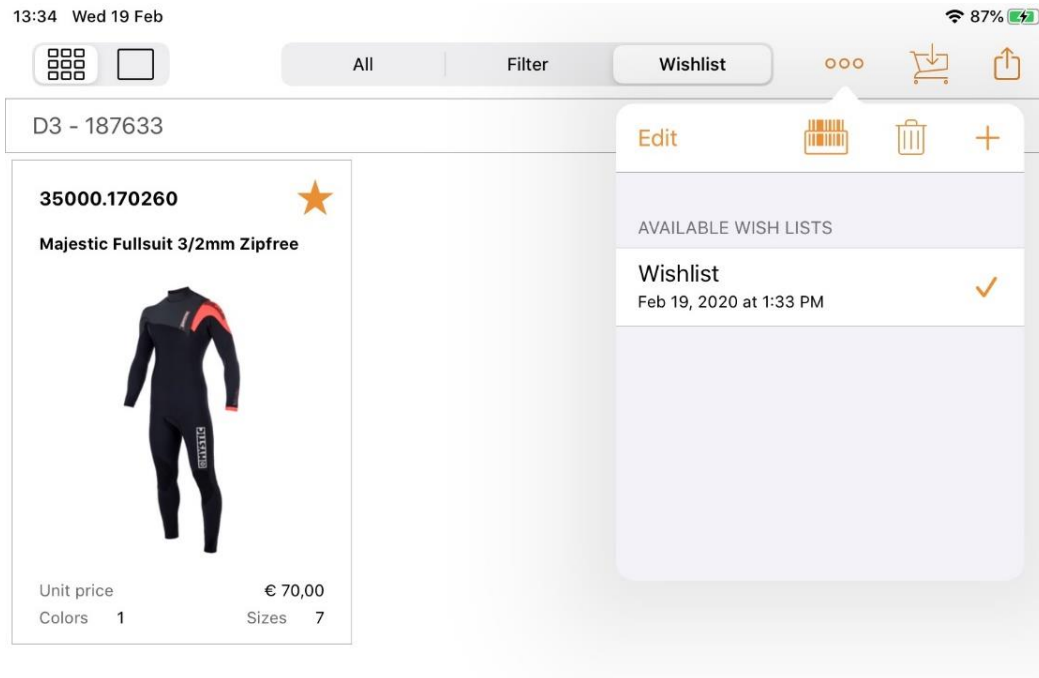 13:34 Wed 19 Feb 87%
All Filter Wishlist
D3 - 187633
Edit
AVAILABLE WISH LISTS
Wishlist
Feb 19, 2020 at 1:33 PM
35000.170260
Majestic Fullsuit 3/2mm Zipfree
MYSTIC
Unit price € 70,00
Colors 1 Sizes 7